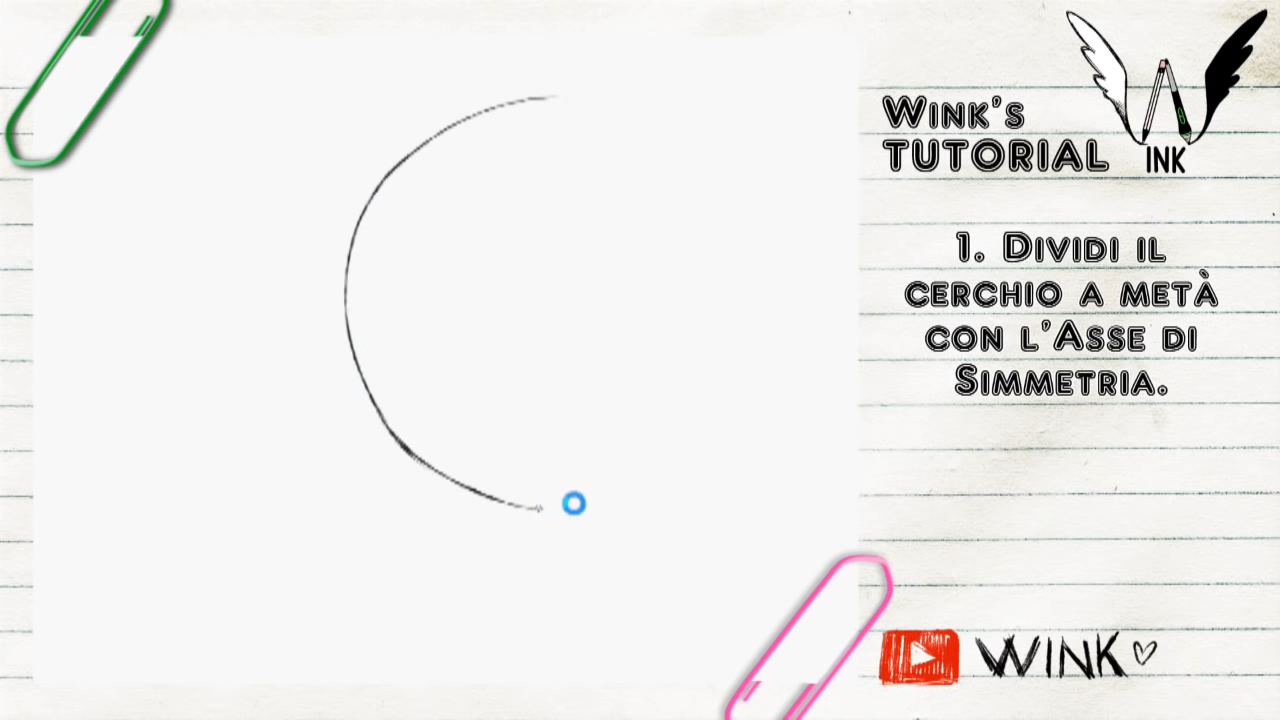 Wink's
TUTORIAL
INK
1. Dividi il
cerchio a metà
con l'Asse di
Simmetria.
WINK